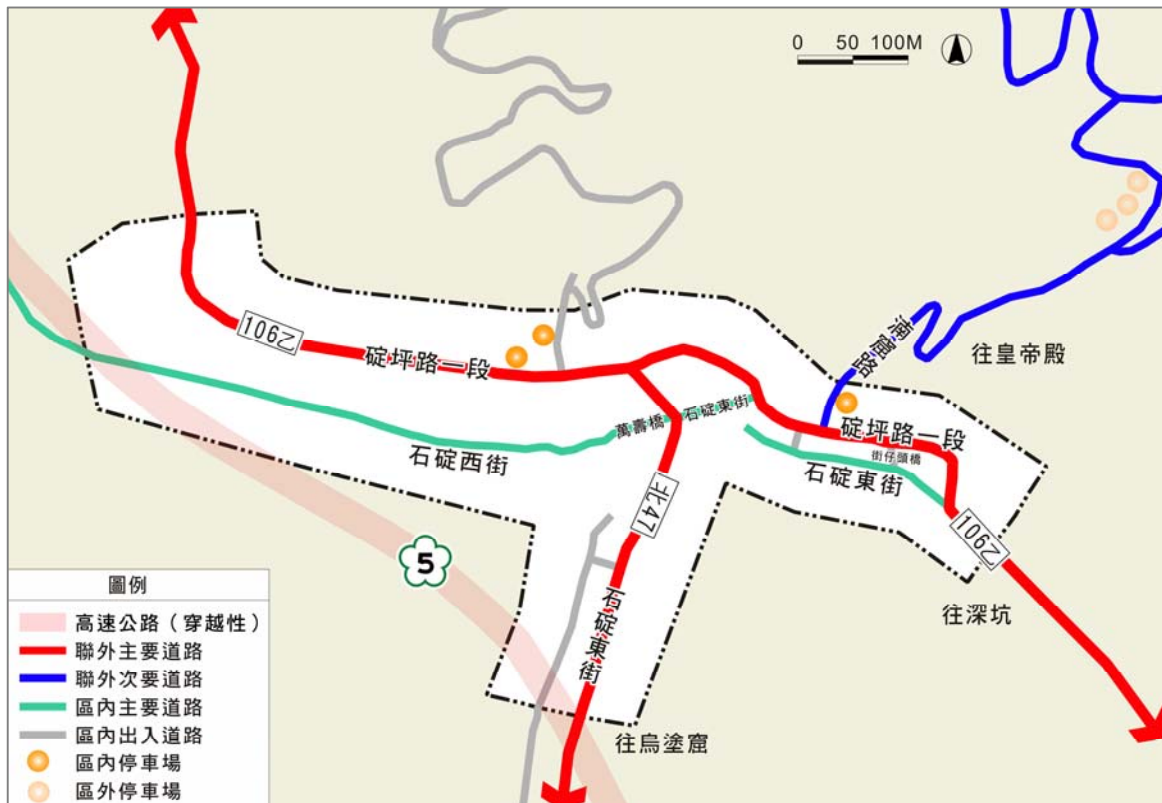 0 50 100M
106乙
碇坪路一段
湳窟路
往皇帝殿
萬壽橋
石碇東街
碇坪路一段
街仔頭橋
石碇西街
石碇東街
北47
106乙
5
石碇東街
往深坑
往烏塗窟
圖例
高速公路（穿越性）
聯外主要道路
聯外次要道路
區內主要道路
區內出入道路
區內停車場
區外停車場